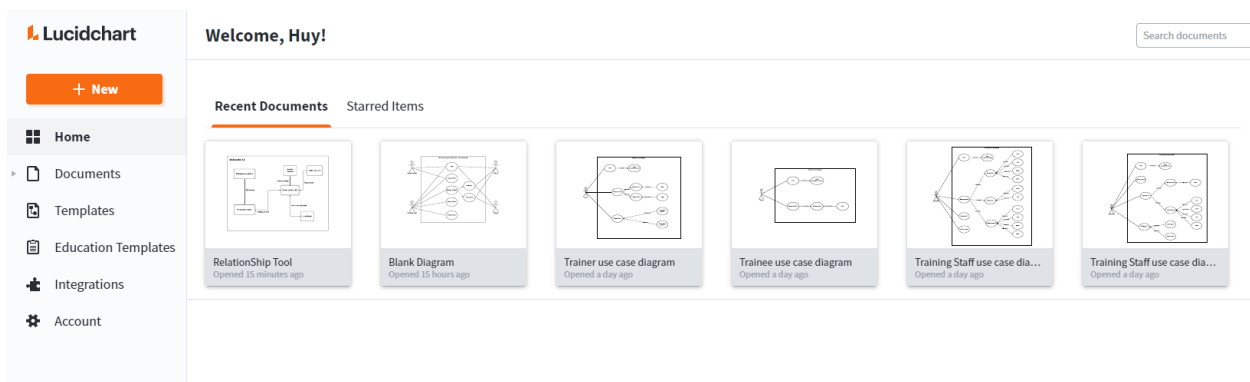 Lucidchart
Welcome, Huy!
Search documents
+ New
Recent Documents
Starred Items
Home
Documents
Templates
Education Templates
Integrations
Account
RelationShip Tool
Opened 15 minutes ago
Blank Diagram
Opened 15 hours ago
Trainer use case diagram
Opened a day ago
Trainee use case diagram
Opened a day ago
Training Staff use case dia...
Opened a day ago
Training Staff use case dia...
Opened a day ago